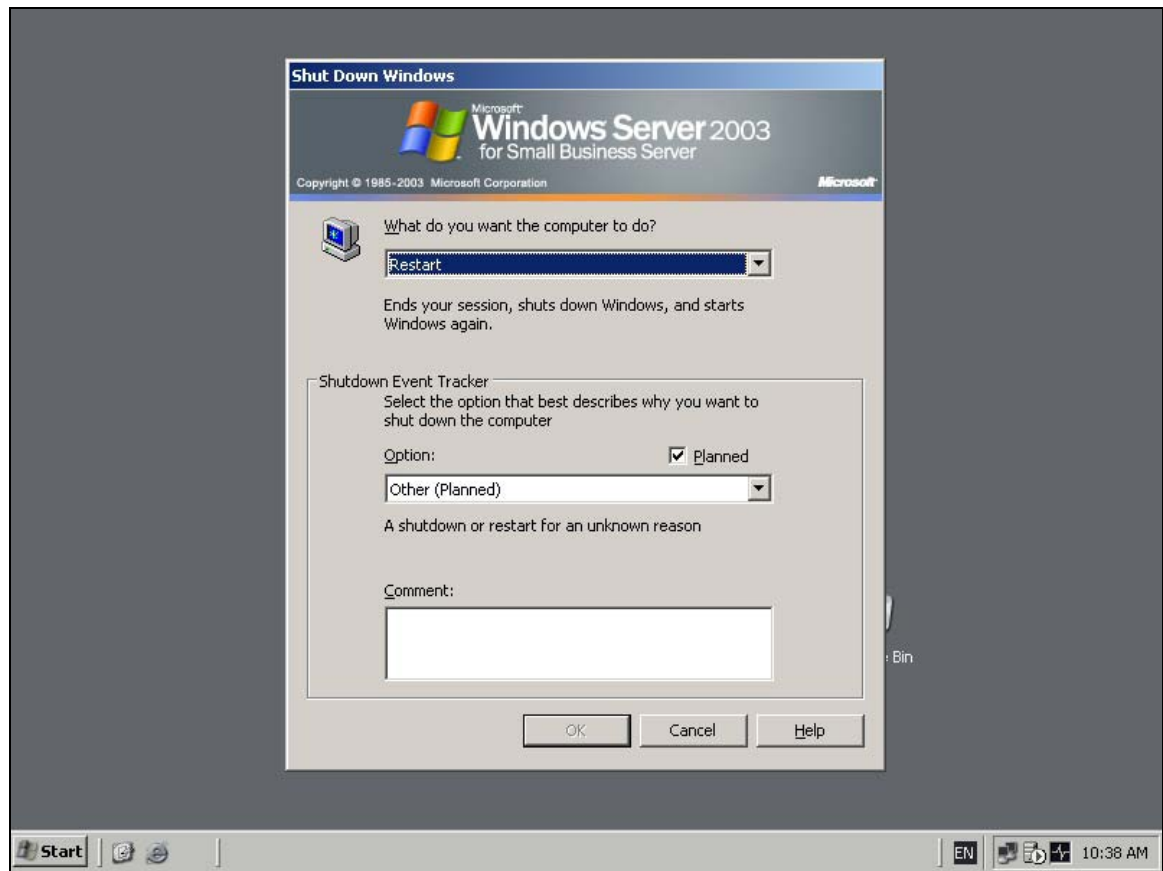 Shut Down Windows
Microsoft
Windows Server 2003
for Small Business Server
Copyright © 1985-2003 Microsoft Corporation
Microsoft
What do you want the computer to do?
Restart
Ends your session, shuts down Windows, and starts
Windows again.
Shutdown Event Tracker
Select the option that best describes why you want to
shut down the computer
Option:
Planned
Other (Planned)
A shutdown or restart for an unknown reason
Comment:
Bin
OK
Cancel
Help
Start
EN
10:38 AM